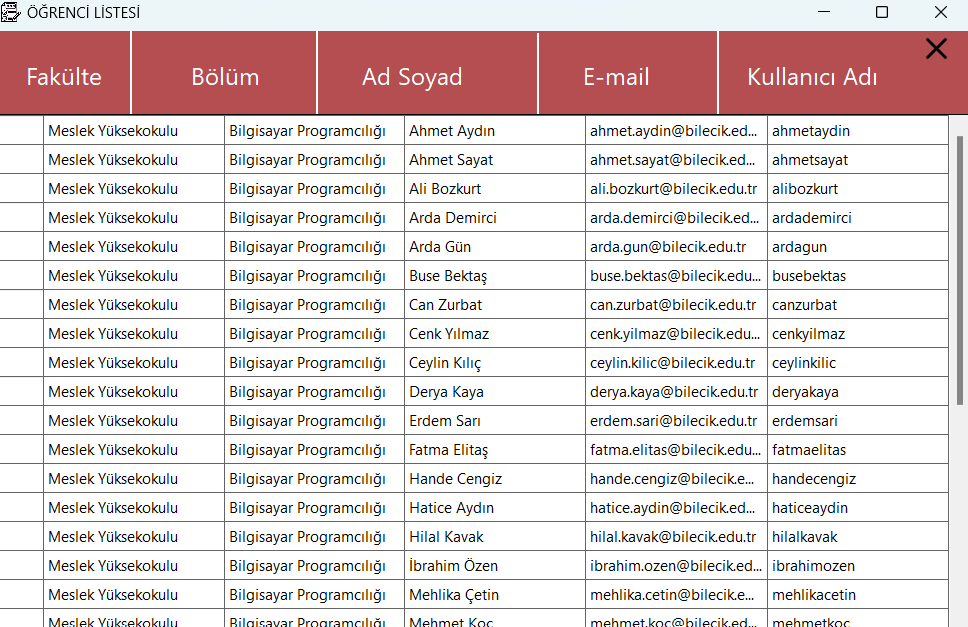 ÖĞRENCİ LİSTESİ
Fakülte Bölüm Ad Soyad E-mail Kullanıcı Adı
Meslek Yüksekokulu Bilgisayar Programcılığı Ahmet Aydın ahmet.aydin@bilecik.ed... ahmetaydin
Meslek Yüksekokulu Bilgisayar Programcılığı Ahmet Sayat ahmet.sayat@bilecik.ed... ahmetsayat
Meslek Yüksekokulu Bilgisayar Programcılığı Ali Bozkurt ali.bozkurt@bilecik.edu.tr alibozkurt
Meslek Yüksekokulu Bilgisayar Programcılığı Arda Demirci arda.demirci@bilecik.ed... ardademirci
Meslek Yüksekokulu Bilgisayar Programcılığı Arda Gün arda.gun@bilecik.edu.tr ardagun
Meslek Yüksekokulu Bilgisayar Programcılığı Buse Bektaş buse.bektas@bilecik.edu... busebektas
Meslek Yüksekokulu Bilgisayar Programcılığı Can Zurbat can.zurbat@bilecik.edu.tr canzurbat
Meslek Yüksekokulu Bilgisayar Programcılığı Cenk Yılmaz cenk.yilmaz@bilecik.edu... cenkyilmaz
Meslek Yüksekokulu Bilgisayar Programcılığı Ceylin Kılıç ceylin.kilic@bilecik.edu.tr ceylinkilic
Meslek Yüksekokulu Bilgisayar Programcılığı Derya Kaya derya.kaya@bilecik.edu.tr deryakaya
Meslek Yüksekokulu Bilgisayar Programcılığı Erdem Sarı erdem.sari@bilecik.edu.tr erdemsari
Meslek Yüksekokulu Bilgisayar Programcılığı Fatma Elitaş fatma.elitas@bilecik.edu... fatmaelitas
Meslek Yüksekokulu Bilgisayar Programcılığı Hande Cengiz hande.cengiz@bilecik.e... handecengiz
Meslek Yüksekokulu Bilgisayar Programcılığı Hatice Aydın hatice.aydin@bilecik.ed... haticeaydin
Meslek Yüksekokulu Bilgisayar Programcılığı Hilal Kavak hilal.kavak@bilecik.edu.tr hilalkavak
Meslek Yüksekokulu Bilgisayar Programcılığı İbrahim Özen ibrahim.ozen@bilecik.ed... ibrahimozen
Meslek Yüksekokulu Bilgisayar Programcılığı Mehlika Çetin mehlika.cetin@bilecik.e... mehlikacetin
Meslek Yüksekokulu Bilgisayar Programcılığı Mehmet Koç mehmet.koc@bilecik.ed... mehmetkoc